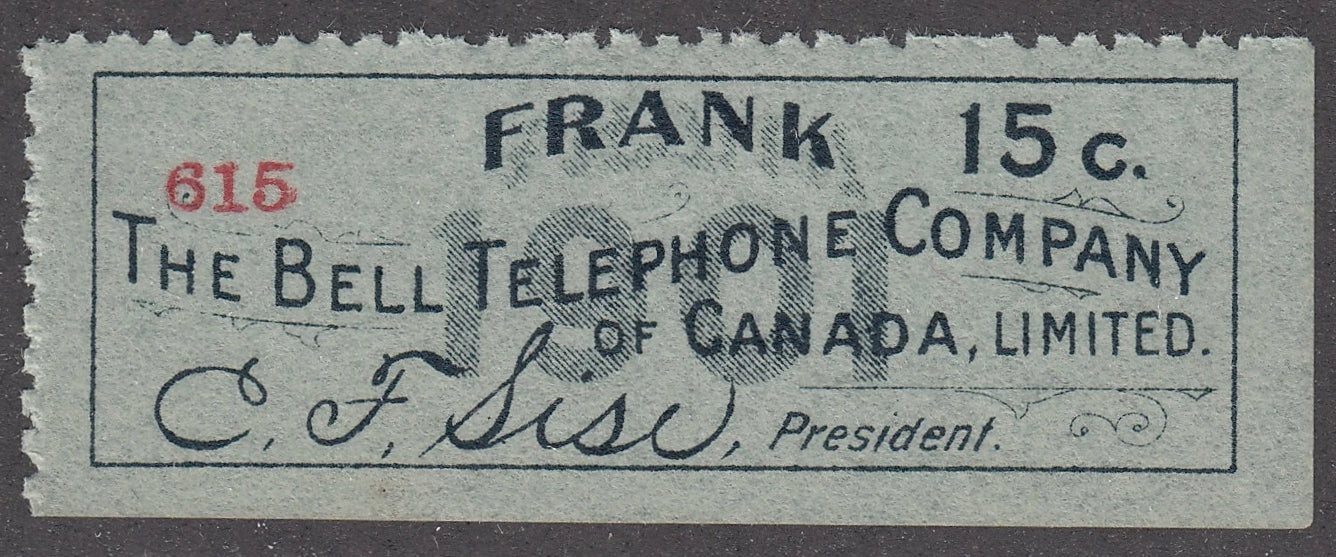 FRANK 15 c.
615
1901
THE BELL TELEPHONE COMPANY
OF CANADA, LIMITED.
C. F. Sise, President.